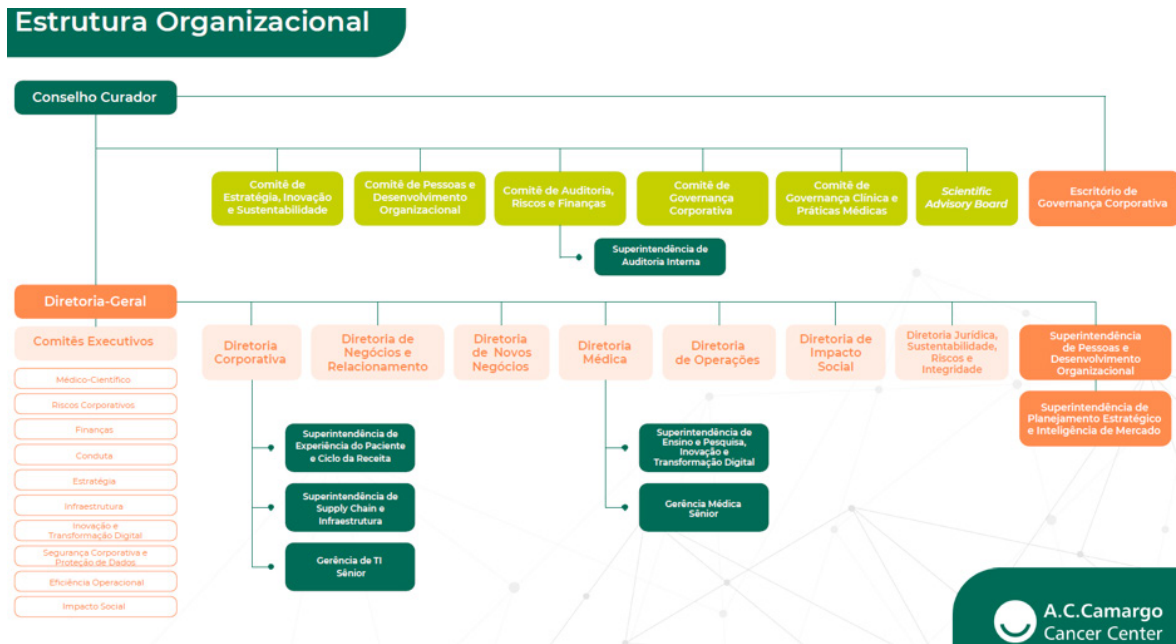 Estrutura Organizacional
Conselho Curador
Comitê de
Estratégia, Inovação
e Sustentabilidade
Comitê de Pessoas e
Desenvolvimento
Organizacional
Comitê de Auditoria,
Riscos e Finanças
Comitê de
Governança
Corporativa
Comitê de
Governança Clínica e
Práticas Médicas
Scientific
Advisory Board
Escritório de
Governança Corporativa
Superintendência de
Auditoria Interna
Diretoria-Geral
Comitês Executivos
Médico-Científico
Riscos Corporativos
Finanças
Conduta
Estratégia
Infraestrutura
Inovação e
Transformação Digital
Segurança Corporativa e
Proteção de Dados
Eficiência Operacional
Impacto Social
Diretoria
Corporativa
Diretoria de
Negócios e
Relacionamento
Diretoria
de Novos
Negócios
Diretoria
Médica
Diretoria
de Operações
Diretoria de
Impacto
Social
Diretoria Jurídica,
Sustentabilidade,
Riscos e
Integridade
Superintendência
de Pessoas e
Desenvolvimento
Organizacional
Superintendência de
Planejamento Estratégico
e Inteligência de Mercado
Superintendência de
Experiência do Paciente
e Ciclo da Receita
Superintendência de
Supply Chain e
Infraestrutura
Gerência de TI
Sênior
Superintendência de
Ensino e Pesquisa,
Inovação e
Transformação Digital
Gerência Médica
Sênior
A.C.Camargo
Cancer Center